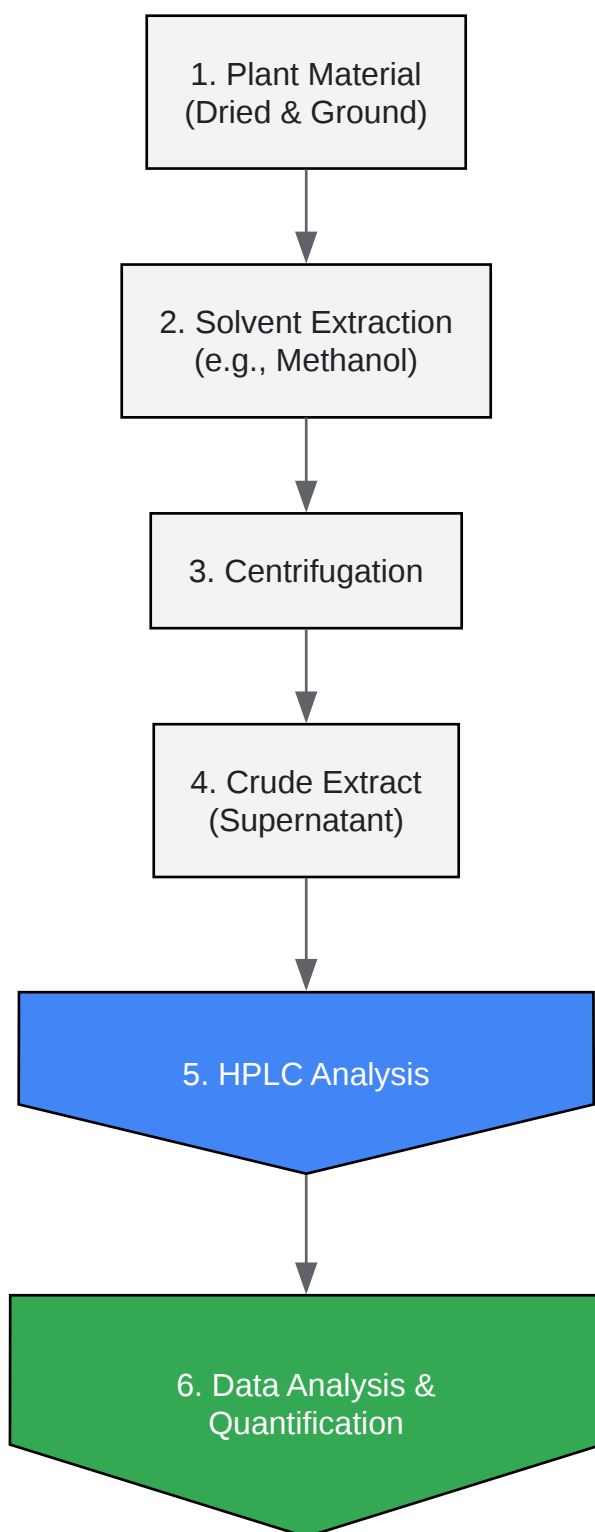 1. Plant Material
(Dried & Ground)
2. Solvent Extraction
(e.g., Methanol)
3. Centrifugation
4. Crude Extract
(Supernatant)
5. HPLC Analysis
6. Data Analysis &
Quantification